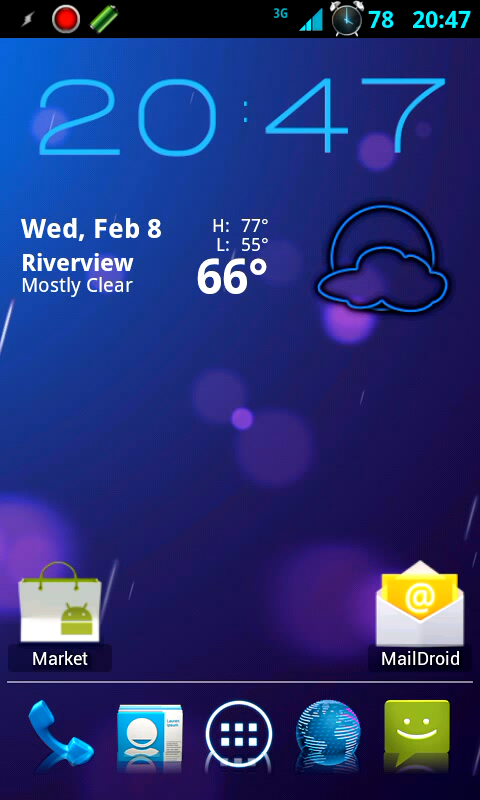 3G 78 20:47
20:47
Wed, Feb 8
H: 77°
L: 55°
Riverview
66°
Mostly Clear
@
Market
MailDroid